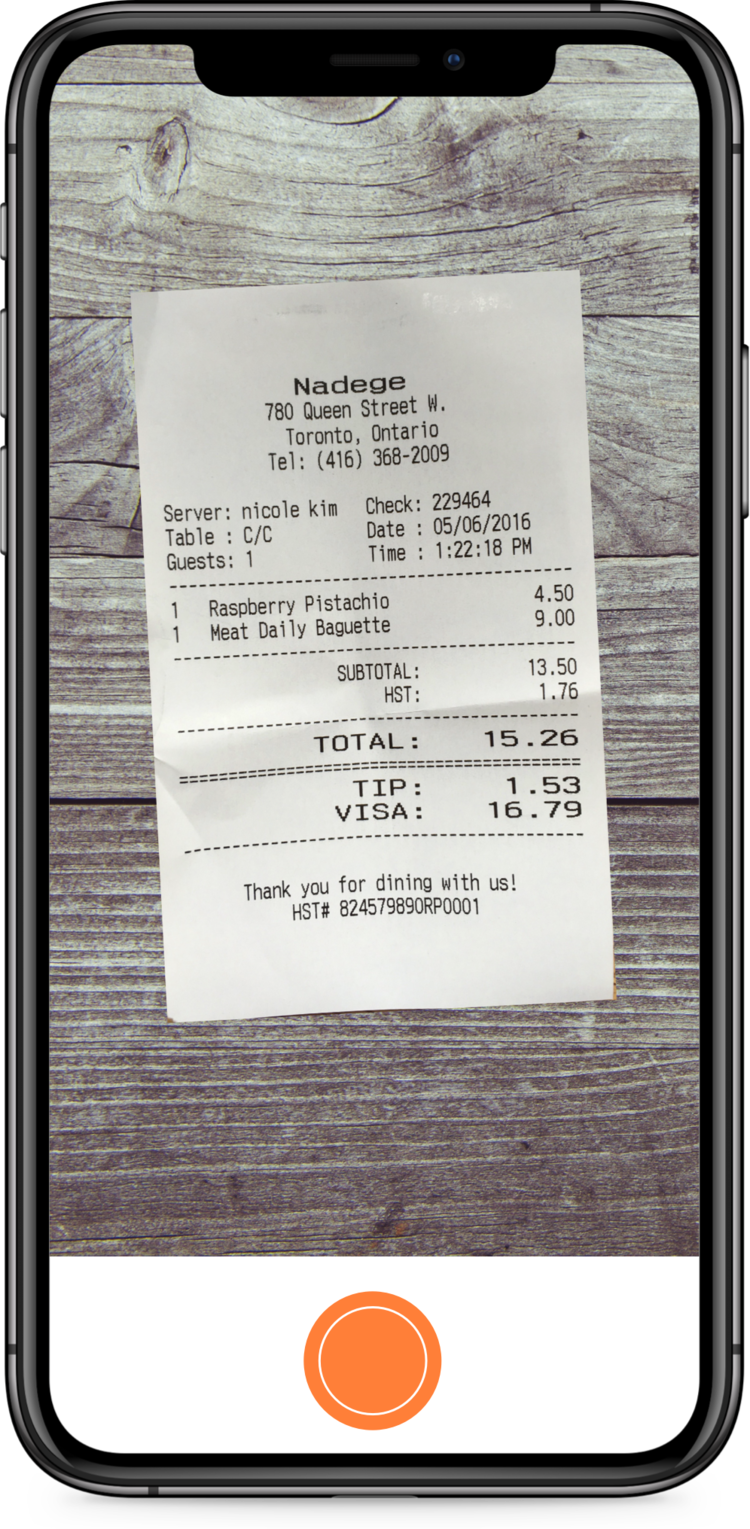 Nadege
780 Queen Street W.
Toronto, Ontario
Tel: (416) 368-2009
Server: nicole kim Check: 229464
Table : C/C Date : 05/06/2016
Guests: 1 Time : 1:22:18 PM
1 Raspberry Pistachio 4.50
1 Meat Daily Baguette 9.00
SUBTOTAL: 13.50
HST: 1.76
TOTAL: 15.26
TIP: 1.53
VISA: 16.79
Thank you for dining with us!
HST# 824579890RP0001